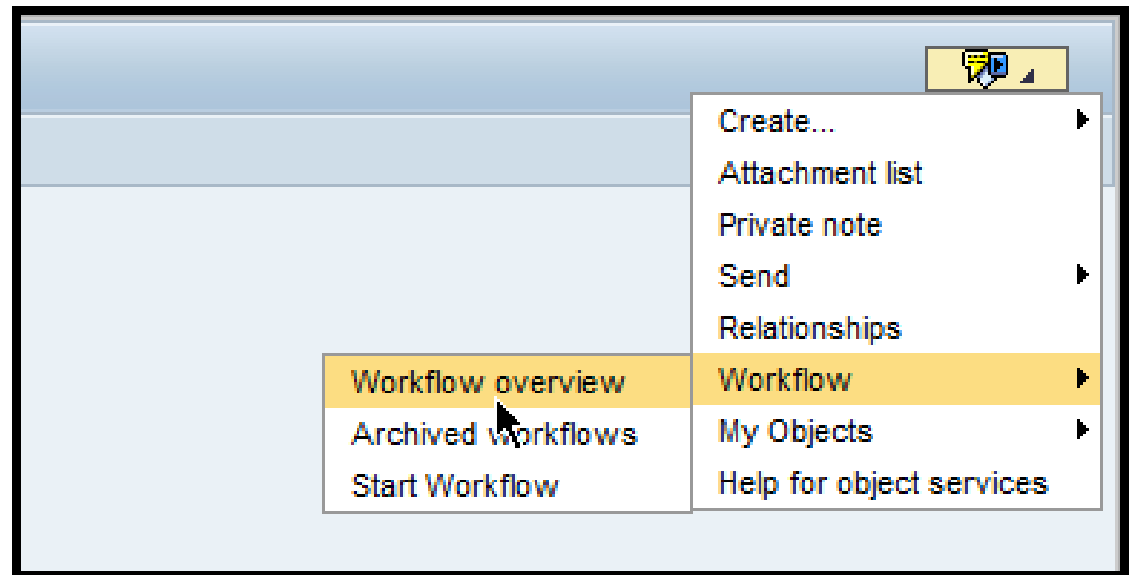 Create...
Attachment list
Private note
Send
Relationships
Workflow
My Objects
Help for object services
Workflow overview
Archived workflows
Start Workflow